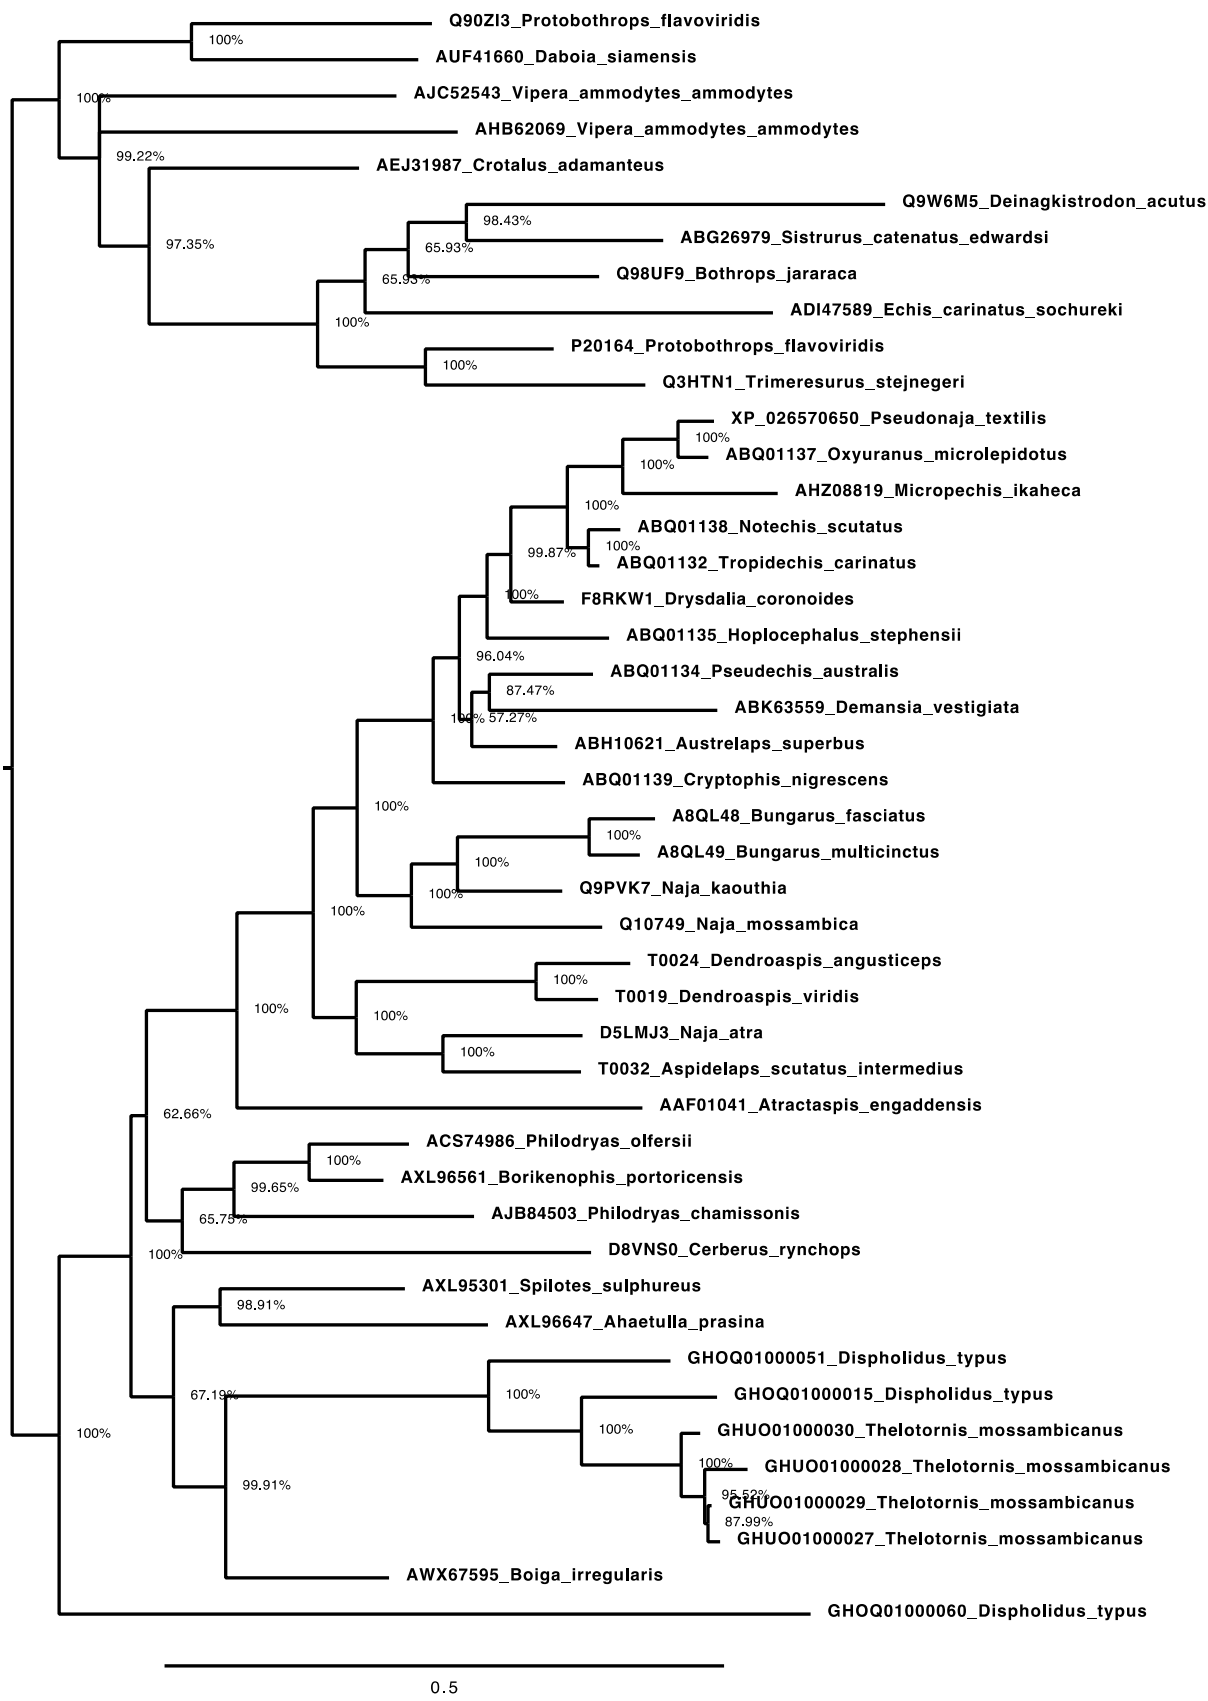 Q90ZI3_Protobothrops_flavoviridis
100%
AUF41660_Daboia_siamensis
100%
AJC52543_Vipera_ammodytes_ammodytes
AHB62069_Vipera_ammodytes_ammodytes
99.22%
AEJ31987_Crotalus_adamanteus
Q9W6M5_Deinagkistrodon_acutus
98.43%
ABG26979_Sistrurus_catenatus_edwardsi
97.35%
65.93%
Q98UF9_Bothrops_jararaca
65.93%
ADI47589_Echis_carinatus_sochureki
100%
P20164_Protobothrops_flavoviridis
100%
Q3HTN1_Trimeresurus_stejnegeri
XP_026570650_Pseudonaja_textilis
100%
ABQ01137_Oxyuranus_microlepidotus
100%
AHZ08819_Micropechis_ikaheca
100%
ABQ01138_Notechis_scutatus
100%
99.87%
ABQ01132_Tropidechis_carinatus
100%
F8RKW1_Drysdalia_coronoides
ABQ01135_Hoplocephalus_stephensii
96.04%
ABQ01134_Pseudechis_australis
87.47%
ABK63559_Demansia_vestigiata
100% 57.27%
ABH10621_Austrelaps_superbus
ABQ01139_Cryptophis_nigrescens
100%
A8QL48_Bungarus_fasciatus
100%
A8QL49_Bungarus_multicinctus
100%
Q9PVK7_Naja_kaouthia
100%
100%
Q10749_Naja_mossambica
T0024_Dendroaspis_angusticeps
100%
T0019_Dendroaspis_viridis
100%
100%
D5LMJ3_Naja_atra
100%
T0032_Aspidelaps_scutatus_intermedius
AAF01041_Atractaspis_engaddensis
62.66%
ACS74986_Philodryas_olfersii
100%
AXL96561_Borikenophis_portoricensis
99.65%
AJB84503_Philodryas_chamissonis
65.75%
D8VNS0_Cerberus_rynchops
100%
AXL95301_Spilotes_sulphureus
98.91%
AXL96647_Ahaetulla_prasina
GHOQ01000051_Dispholidus_typus
67.19%
100%
GHOQ01000015_Dispholidus_typus
100%
100%
GHUO01000030_Thelotornis_mossambicanus
100%
GHUO01000028_Thelotornis_mossambicanus
99.91%
95.52%
GHUO01000029_Thelotornis_mossambicanus
87.99%
GHUO01000027_Thelotornis_mossambicanus
AWX67595_Boiga_irregularis
GHOQ01000060_Dispholidus_typus
0.5